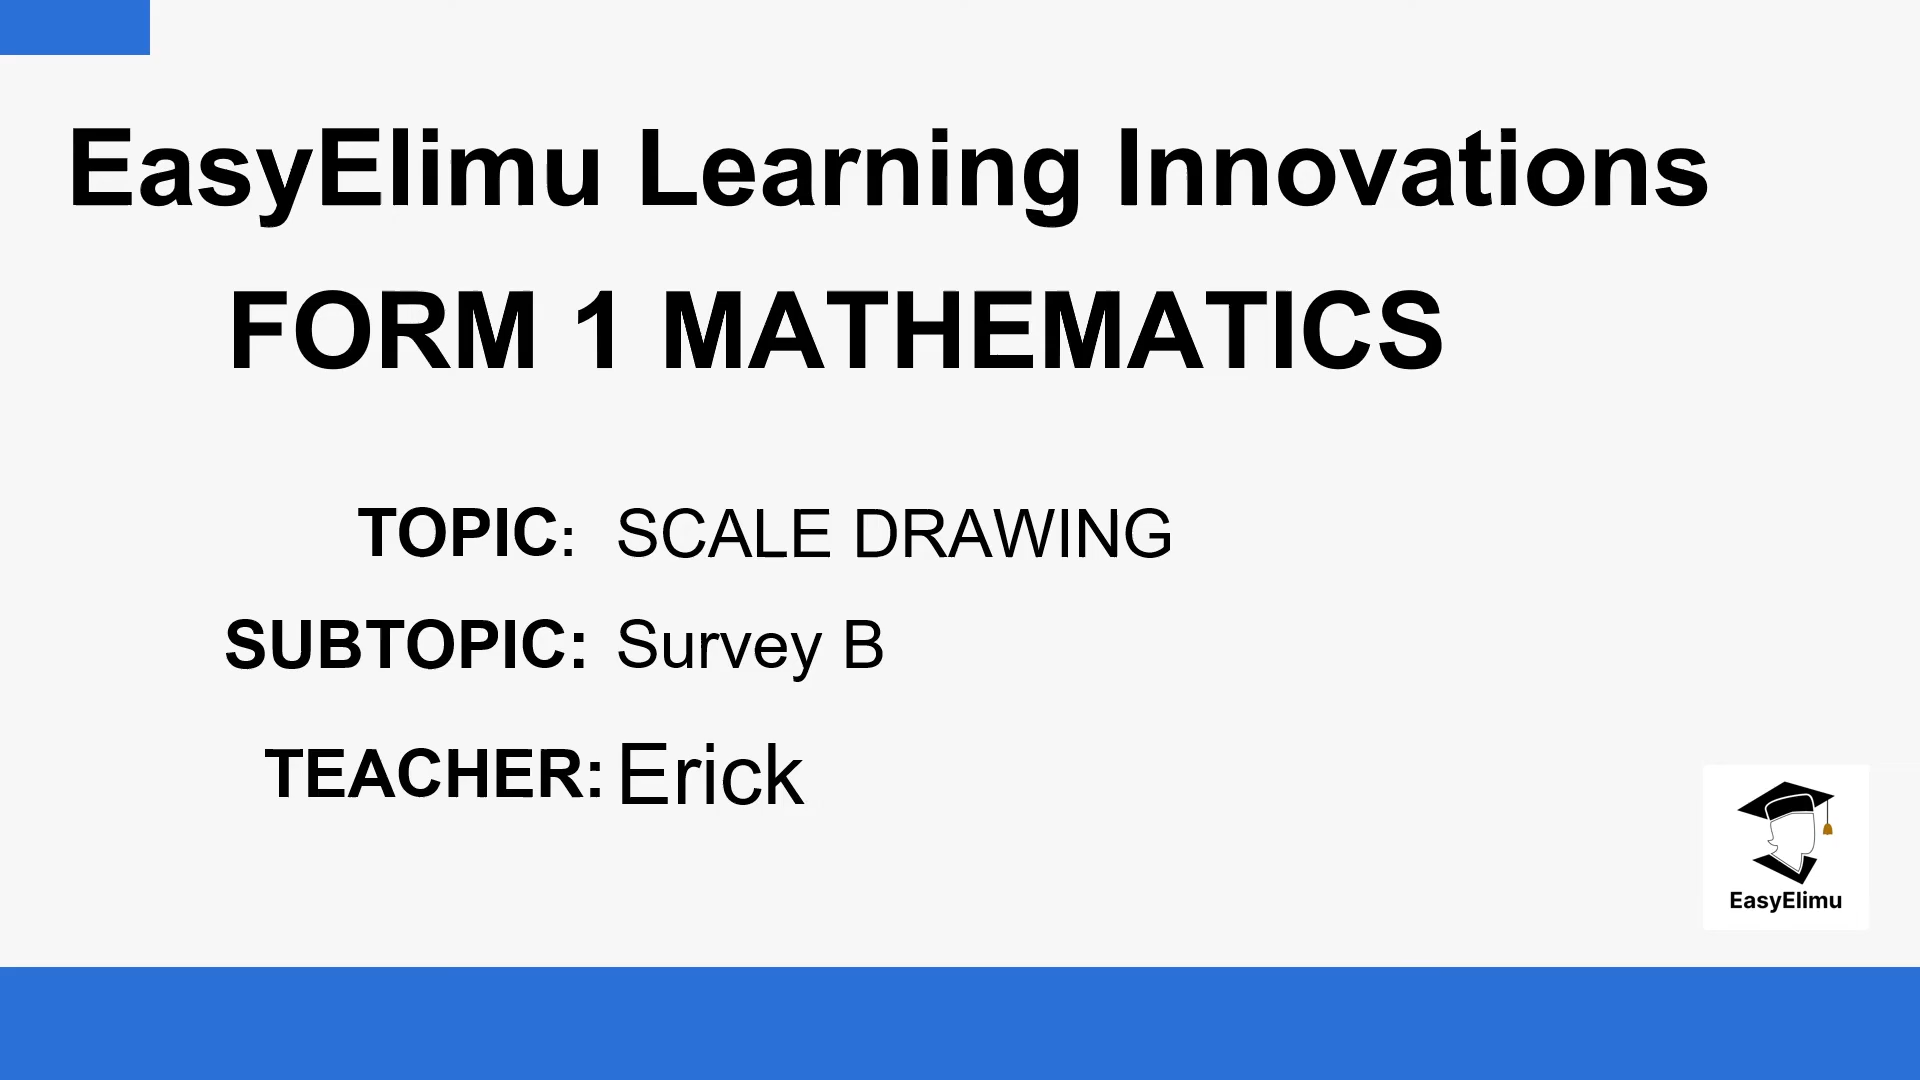 EasyElimu Learning Innovations
FORM 1 MATHEMATICS
TOPIC: SCALE DRAWING
SUBTOPIC: Survey B
TEACHER: Erick
EasyElimu